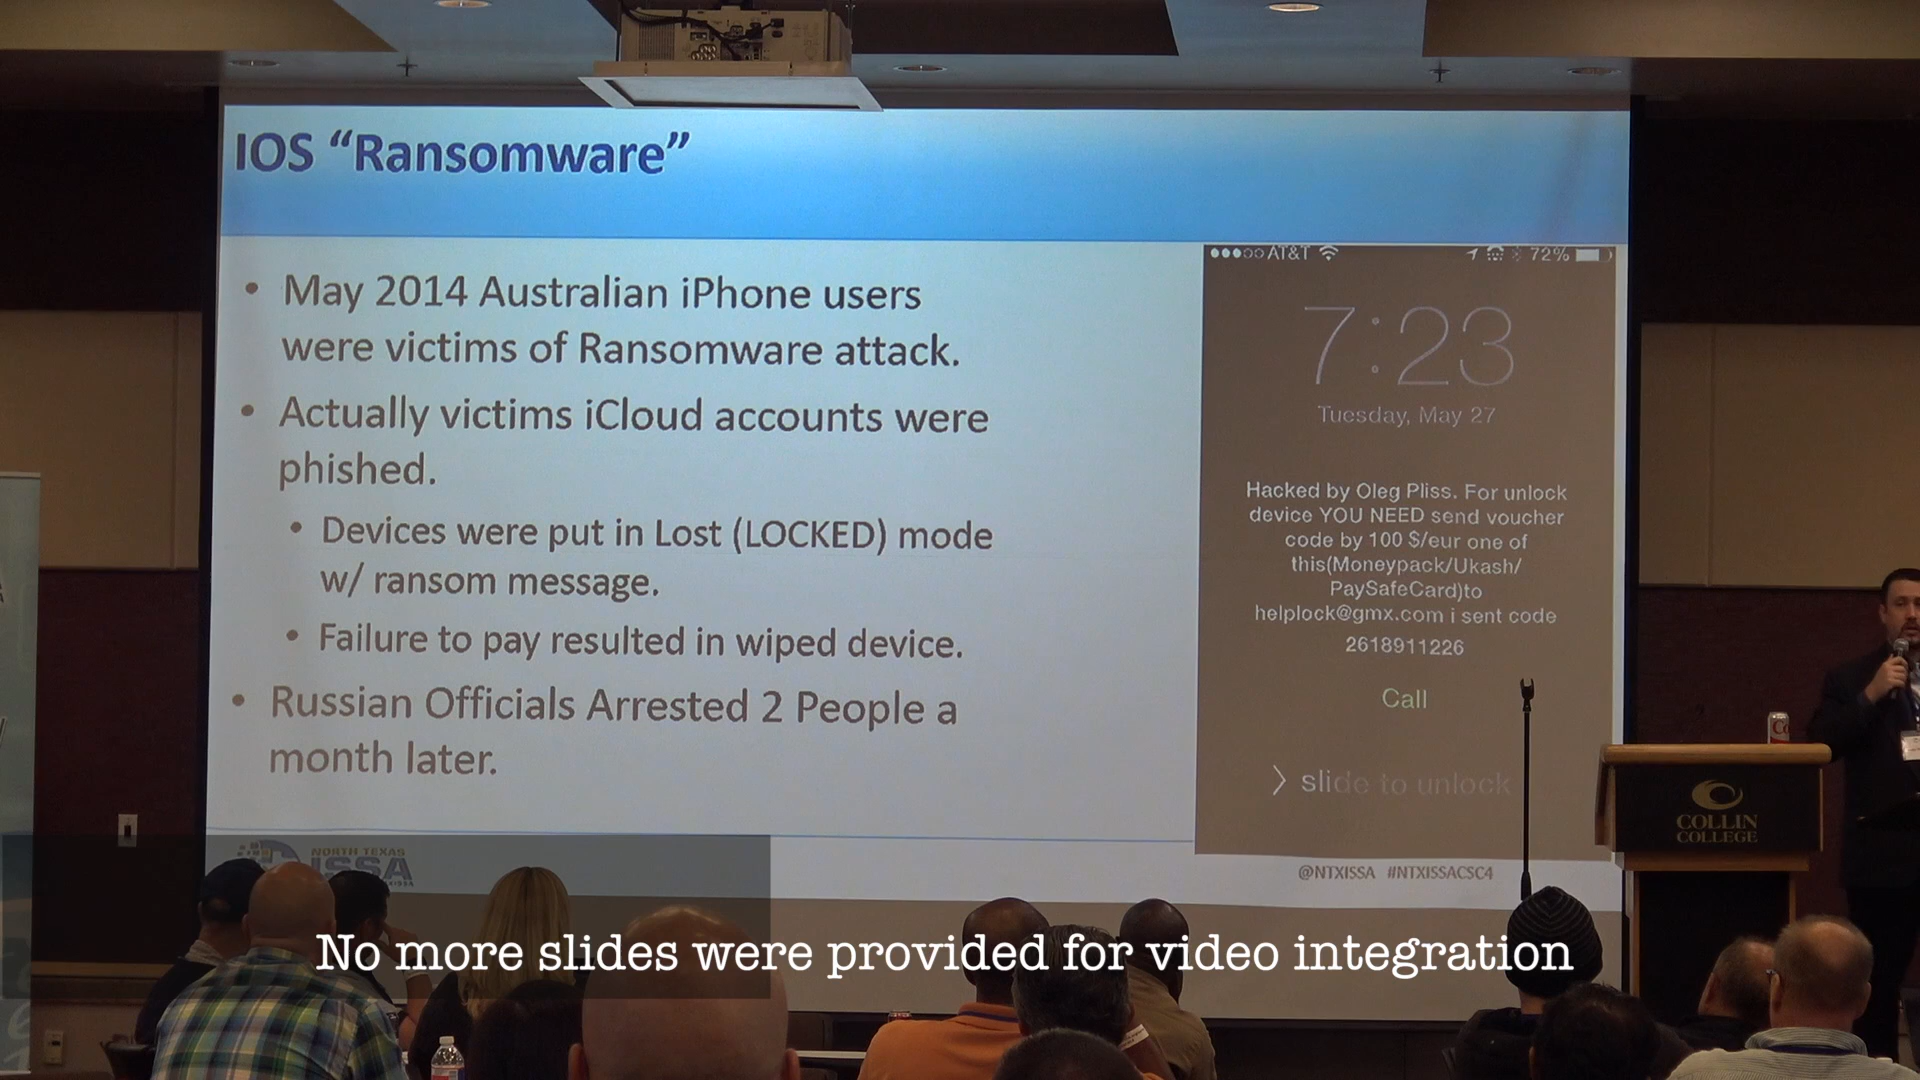 IOS “Ransomware”
• May 2014 Australian iPhone users
were victims of Ransomware attack.
• Actually victims iCloud accounts were
phished.
• Devices were put in Lost (LOCKED) mode
w/ ransom message.
• Failure to pay resulted in wiped device.
• Russian Officials Arrested 2 People a
month later.
AT&T 72%
7:23
Tuesday, May 27
Hacked by Oleg Pliss. For unlock
device YOU NEED send voucher
code by 100 $/eur one of
this(Moneypack/Ukash/
PaySafeCard)to
helplock@gmx.com i sent code
2618911226
Call
> slide to unlock
NORTH TEXAS
ISSA
@NTXISSA #NTXISSACSC4
COLLIN
COLLEGE
No more slides were provided for video integration